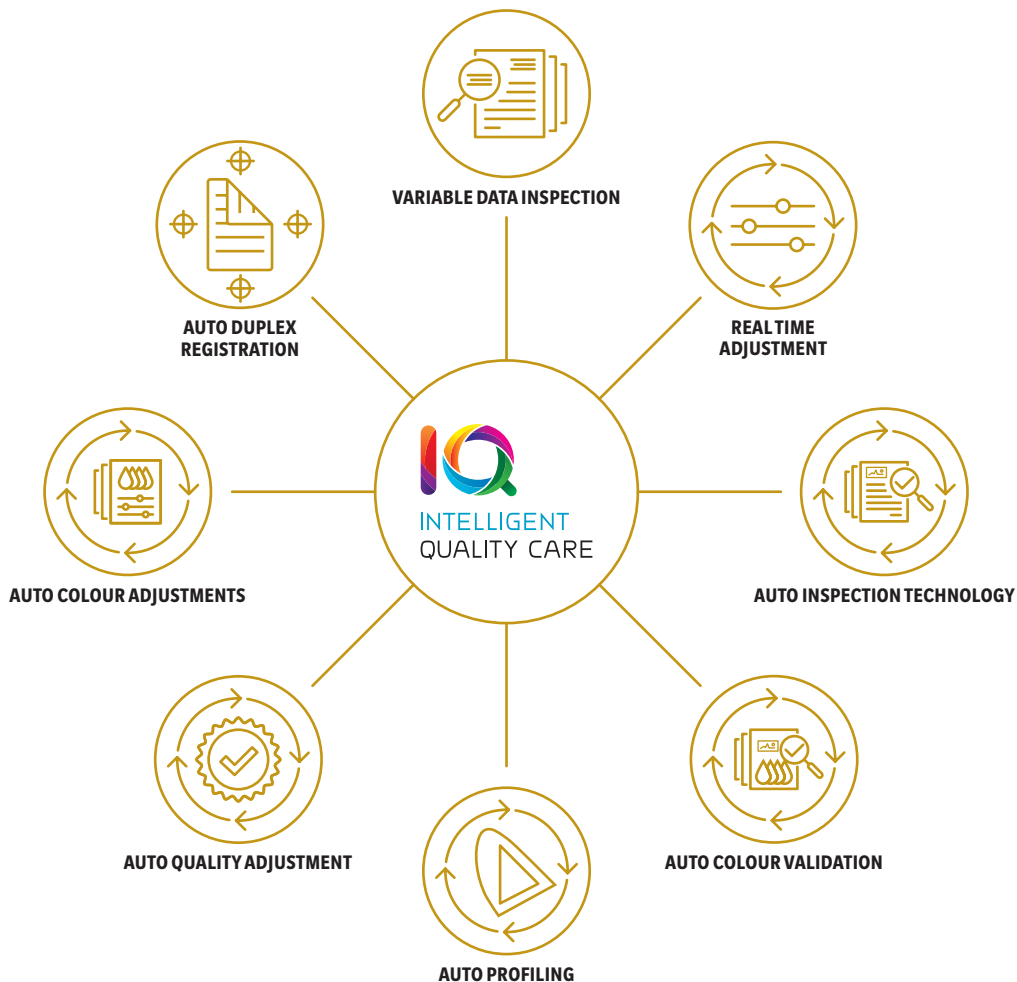 VARIABLE DATA INSPECTION
AUTO DUPLEX
REGISTRATION
REAL TIME
ADJUSTMENT
IQ
INTELLIGENT
QUALITY CARE
AUTO COLOUR ADJUSTMENTS
AUTO INSPECTION TECHNOLOGY
AUTO QUALITY ADJUSTMENT
AUTO COLOUR VALIDATION
AUTO PROFILING